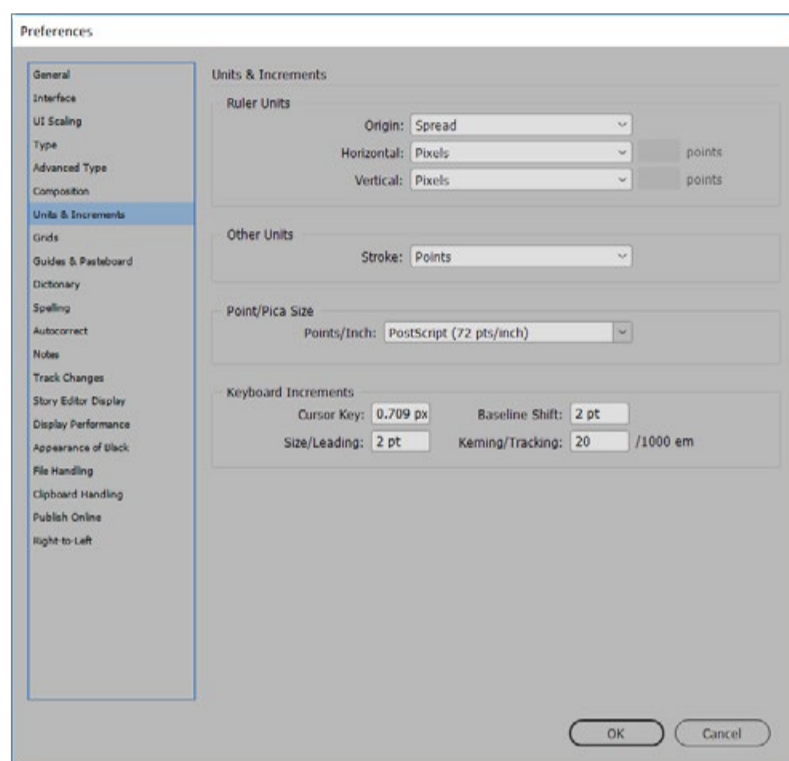 Preferences
General
Interface
UI Scaling
Type
Advanced Type
Composition
Units & Increments
Grids
Guides & Pasteboard
Dictionary
Spelling
Autocorrect
Notes
Track Changes
Story Editor Display
Display Performance
Appearance of Black
File Handling
Clipboard Handling
Publish Online
Right-to-Left
Units & Increments
Ruler Units
Origin: Spread
Horizontal: Pixels points
Vertical: Pixels points
Other Units
Stroke: Points
Point/Pica Size
Points/Inch: PostScript (72 pts/inch)
Keyboard Increments
Cursor Key: 0.709 px Baseline Shift: 2 pt
Size/Leading: 2 pt Kerning/Tracking: 20 /1000 em
OK Cancel